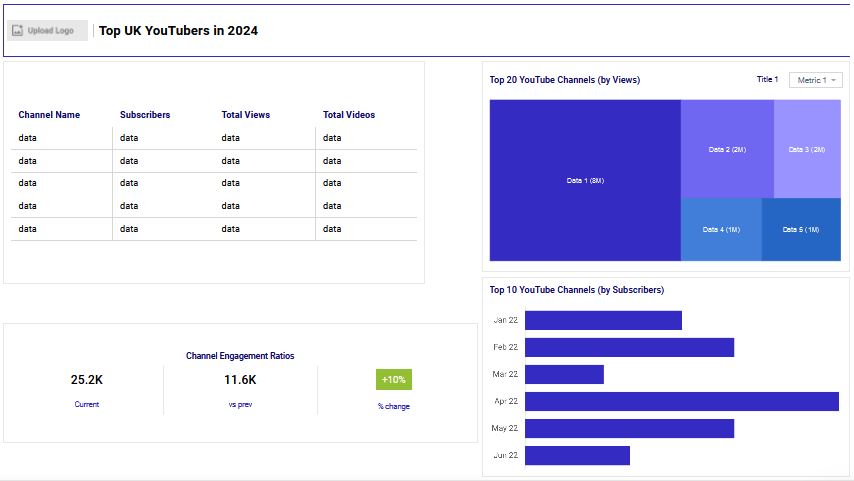 Upload Logo
Top UK YouTubers in 2024
Channel Name Subscribers Total Views Total Videos
data data data data
data data data data
data data data data
data data data data
data data data data
Channel Engagement Ratios
25.2K 11.6K +10%
Current vs prev % change
Top 20 YouTube Channels (by Views) Title 1 Metric 1
Data 1 (8M)
Data 2 (2M)
Data 3 (2M)
Data 4 (1M)
Data 5 (1M)
Top 10 YouTube Channels (by Subscribers)
Jan 22
Feb 22
Mar 22
Apr 22
May 22
Jun 22